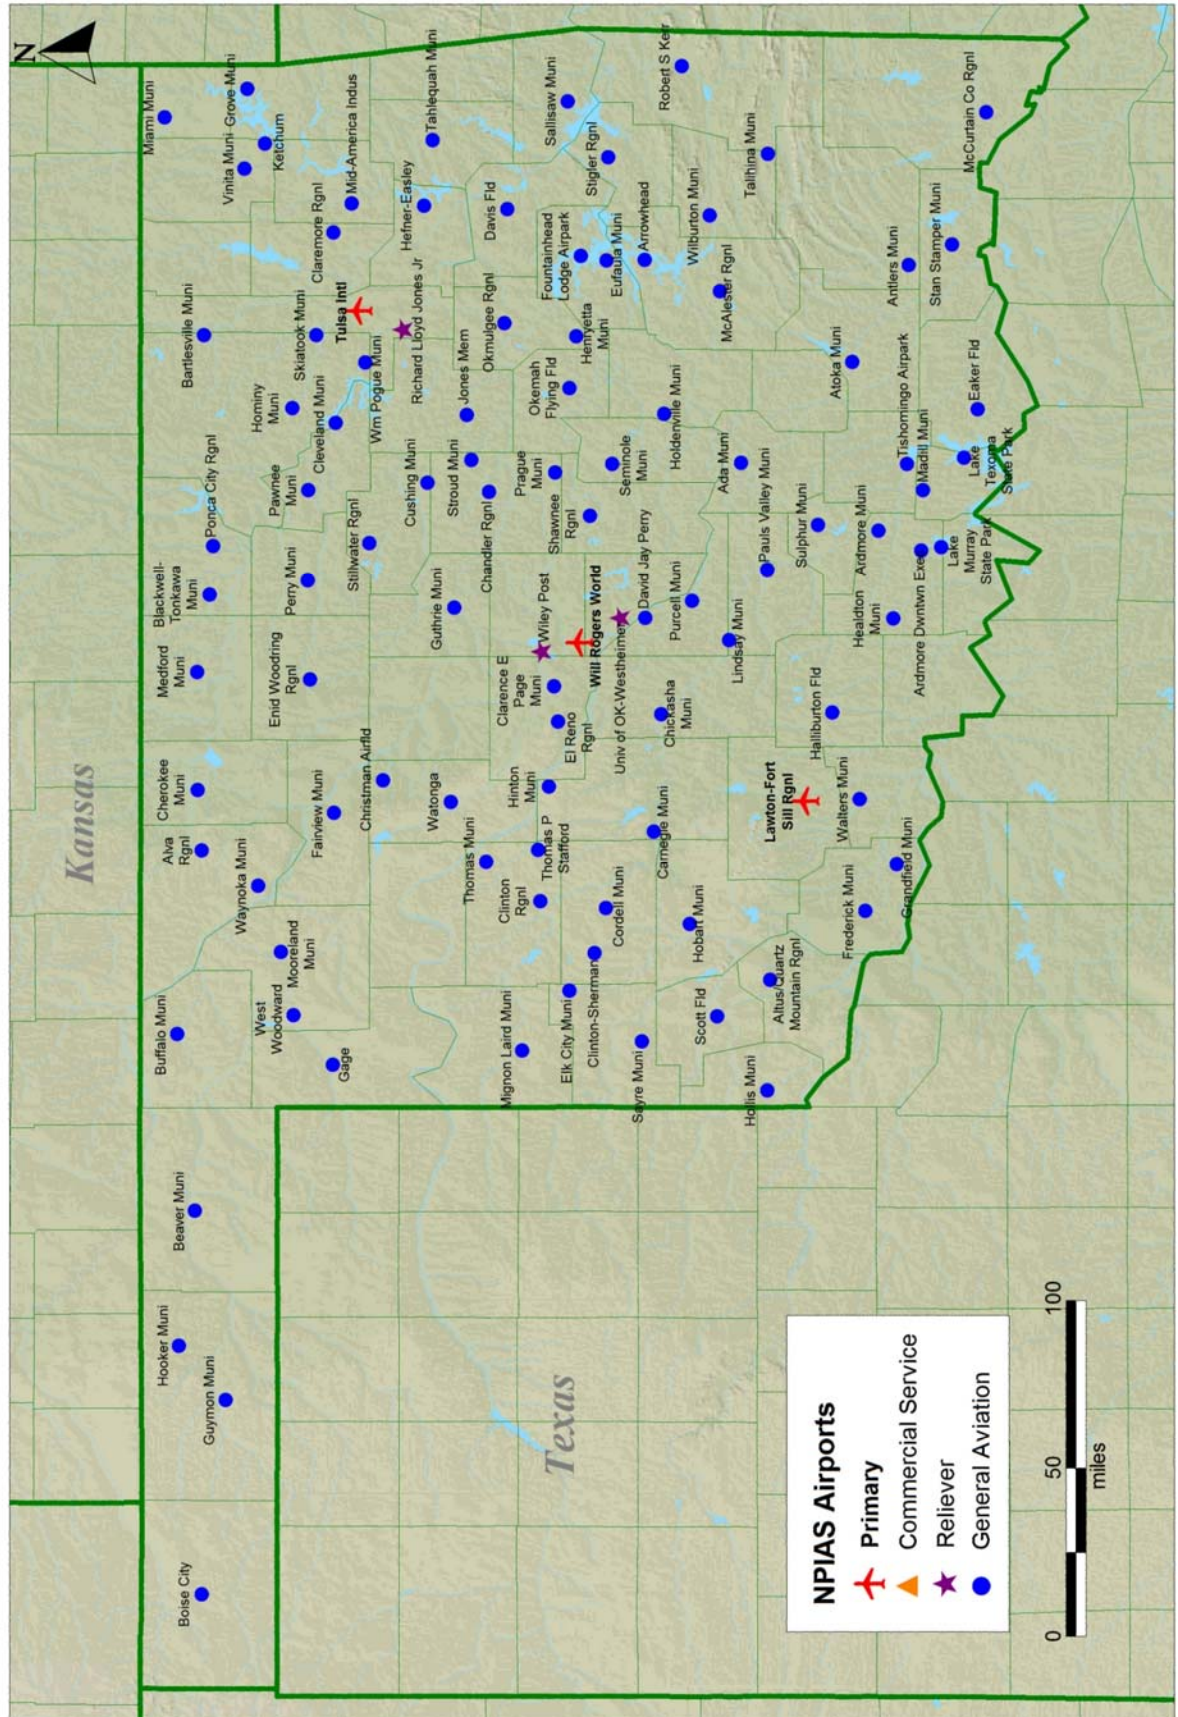 N
Kansas
Texas
Miami Muni
Grove Muni
Vinita Muni
Ketchum
Mid-America Indus
Claremore Rgnl
Tahlequah Muni
Hefner-Easley
Davis Fld
Sallisaw Muni
Stigler Rgnl
Robert S Kerr
Fountainhead
Lodge Airpark
Eufaula Muni
Arrowhead
Wilburton Muni
Talihina Muni
McCurtain Co Rgnl
Stan Stamper Muni
Antlers Muni
McAlester Rgnl
Bartlesville Muni
Skiatook Muni
Tulsa Intl
Richard Lloyd Jones Jr
Okmulgee Rgnl
Henryetta
Muni
Hominy
Muni
Cleveland Muni
Wm Pogue Muni
Jones Mem
Okemah
Flying Fld
Holdenville Muni
Atoka Muni
Eaker Fld
Tishomingo Airpark
Madill Muni
Lake
Texoma
State Park
Ponca City Rgnl
Pawnee
Muni
Stillwater Rgnl
Cushing Muni
Stroud Muni
Chandler Rgnl
Prague
Muni
Seminole
Muni
Shawnee
Rgnl
Ada Muni
Pauls Valley Muni
Sulphur Muni
Ardmore Muni
Lake
Murray
State Park
Ardmore Dwntwn Exec
Healdton
Muni
Blackwell-
Tonkawa
Muni
Perry Muni
Guthrie Muni
Wiley Post
Will Rogers World
David Jay Perry
Univ of OK-Westheimer
Purcell Muni
Lindsay Muni
Medford
Muni
Enid Woodring
Rgnl
Clarence E
Page
Muni
El Reno
Rgnl
Chickasha
Muni
Halliburton Fld
Cherokee
Muni
Alva
Rgnl
Waynoka Muni
Fairview Muni
Christman Airfld
Watonga
Hinton
Muni
Thomas Muni
Thomas P
Stafford
Clinton
Rgnl
Carnegie Muni
Cordell Muni
Hobart Muni
Lawton-Fort
Sill Rgnl
Walters Muni
Grandfield Muni
Frederick Muni
Altus/Quartz
Mountain Rgnl
Mooreland
Muni
West
Woodward
Buffalo Muni
Gage
Mignon Laird Muni
Elk City Muni
Clinton-Sherman
Sayre Muni
Scott Fld
Hollis Muni
Beaver Muni
Hooker Muni
Guymon Muni
Boise City
NPIAS Airports
Primary
Commercial Service
Reliever
General Aviation
0 50 100
miles